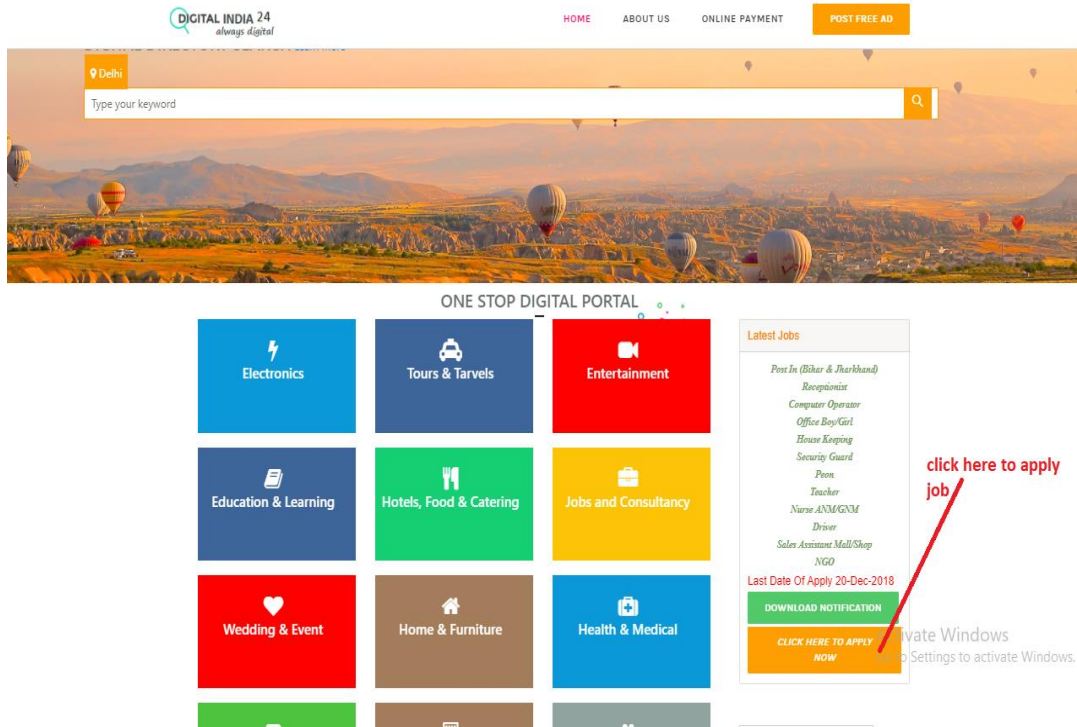 DIGITAL INDIA 24
always digital
HOME ABOUT US ONLINE PAYMENT POST FREE AD
Delhi
Type your keyword
ONE STOP DIGITAL PORTAL
Electronics
Tours & Tarvels
Entertainment
Education & Learning
Hotels, Food & Catering
Jobs and Consultancy
Wedding & Event
Home & Furniture
Health & Medical
Latest Jobs
Post In (Bihar & Jharkhand)
Receptionist
Computer Operator
Office Boy/Girl
House Keeping
Security Guard
Peon
Teacher
Nurse ANM/GNM
Driver
Sales Assistant Mall/Shop
NGO
Last Date Of Apply 20-Dec-2018
DOWNLOAD NOTIFICATION
CLICK HERE TO APPLY
NOW
click here to apply
job
Windows
Settings to activate Windows.